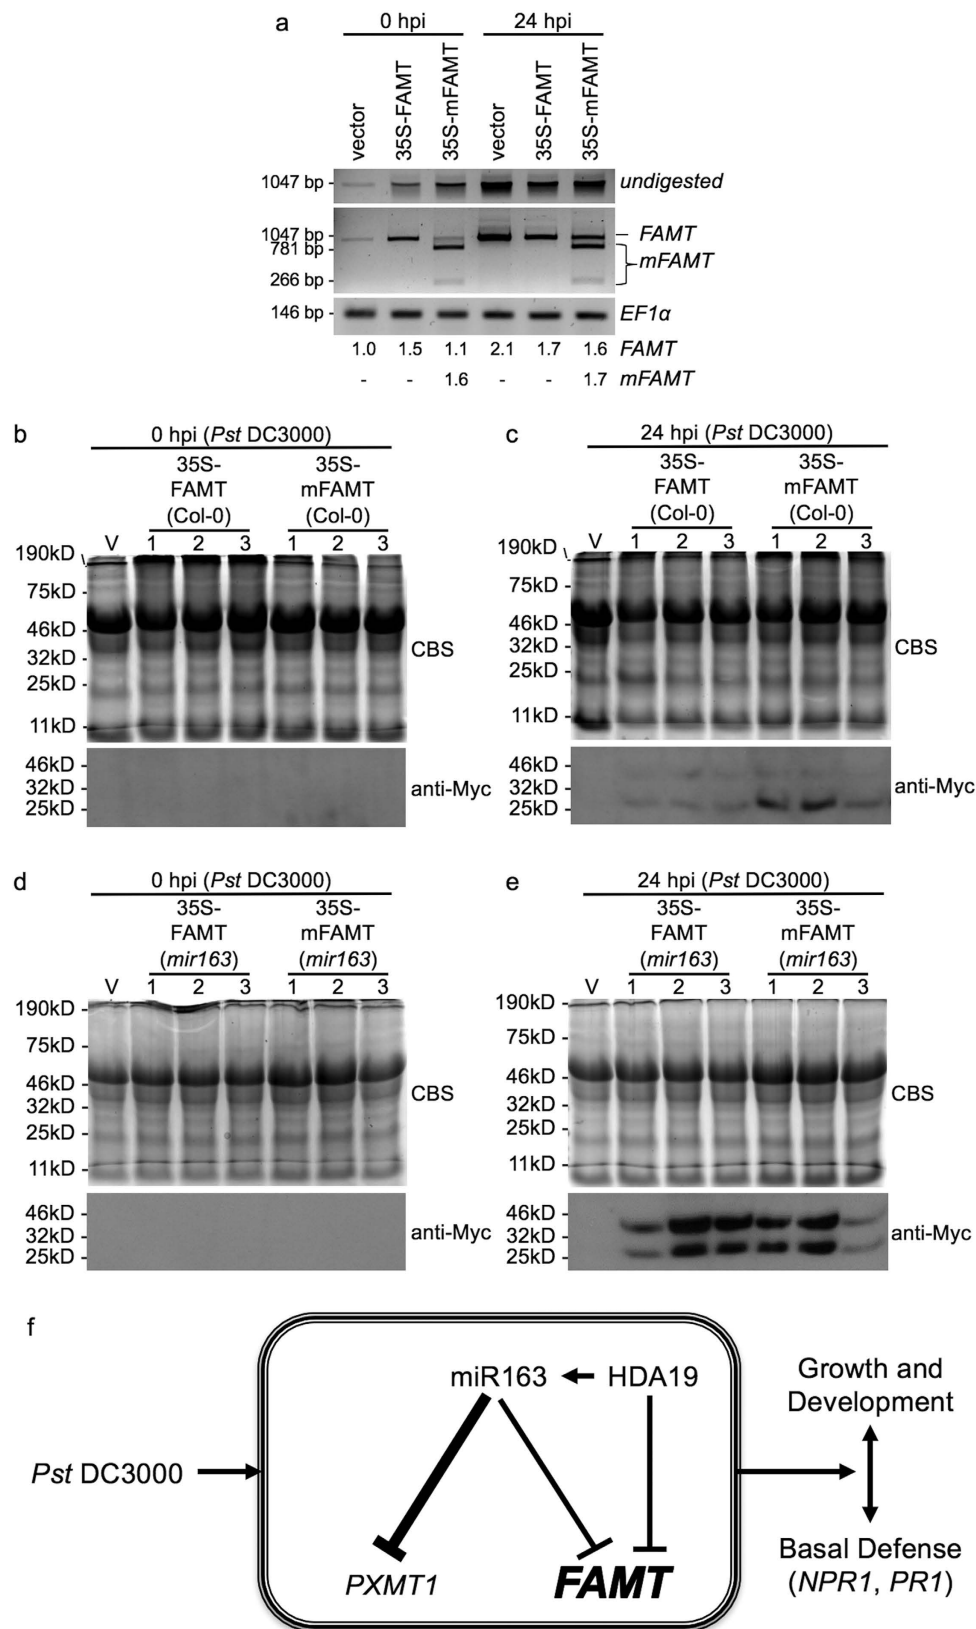 a
0 hpi 24 hpi
vector 35S-FAMT 35S-mFAMT vector 35S-FAMT 35S-mFAMT
1047 bp undigested
1047 bp FAMT
781 bp mFAMT
266 bp
146 bp EF1α
1.0 1.5 1.1 2.1 1.7 1.6 FAMT
- - 1.6 - - 1.7 mFAMT
b
0 hpi (Pst DC3000)
35S- 35S-
FAMT mFAMT
(Col-0) (Col-0)
V 1 2 3 1 2 3
190kD
75kD
46kD
32kD
25kD
11kD
CBS
46kD
32kD
25kD
anti-Myc
c
24 hpi (Pst DC3000)
35S- 35S-
FAMT mFAMT
(Col-0) (Col-0)
V 1 2 3 1 2 3
190kD
75kD
46kD
32kD
25kD
11kD
CBS
46kD
32kD
25kD
anti-Myc
d
0 hpi (Pst DC3000)
35S- 35S-
FAMT mFAMT
(mir163) (mir163)
V 1 2 3 1 2 3
190kD
75kD
46kD
32kD
25kD
11kD
CBS
46kD
32kD
25kD
anti-Myc
e
24 hpi (Pst DC3000)
35S- 35S-
FAMT mFAMT
(mir163) (mir163)
V 1 2 3 1 2 3
190kD
75kD
46kD
32kD
25kD
11kD
CBS
46kD
32kD
25kD
anti-Myc
f
Pst DC3000
miR163 HDA19
PXMT1 FAMT
Growth and
Development
Basal Defense
(NPR1, PR1)